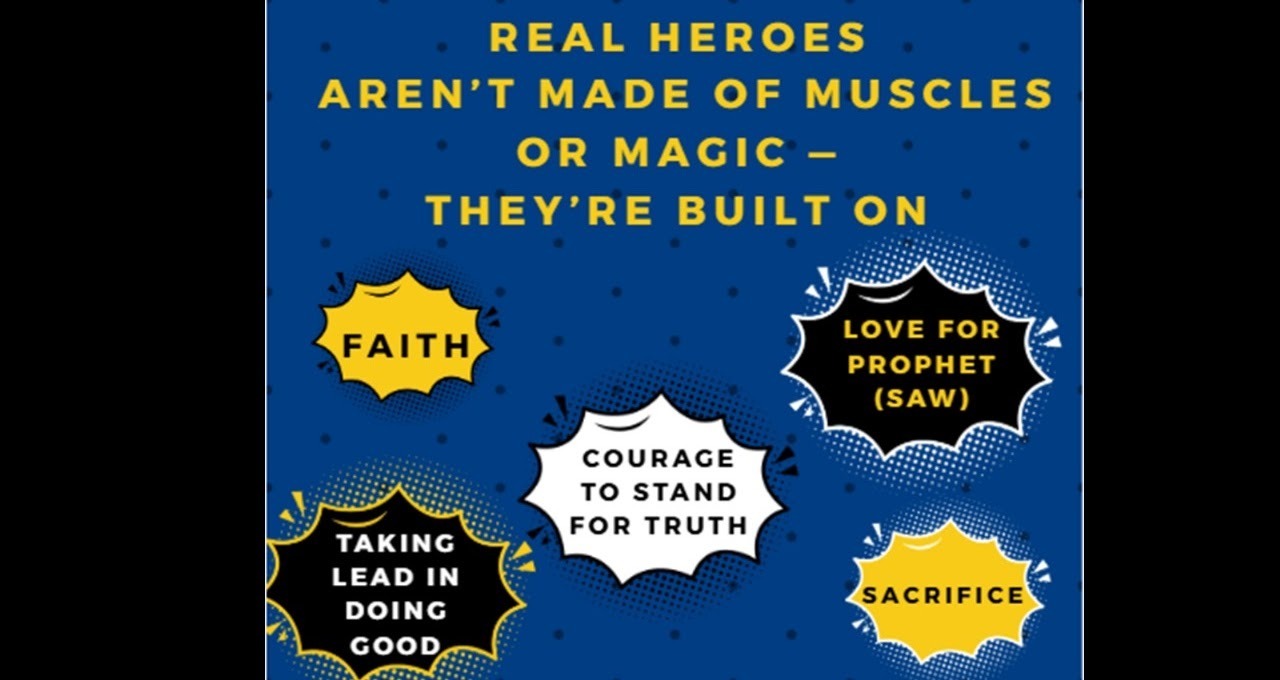 REAL HEROES
AREN’T MADE OF MUSCLES
OR MAGIC –
THEY’RE BUILT ON
FAITH
LOVE FOR
PROPHET
(SAW)
COURAGE
TO STAND
FOR TRUTH
TAKING
LEAD IN
DOING
GOOD
SACRIFICE